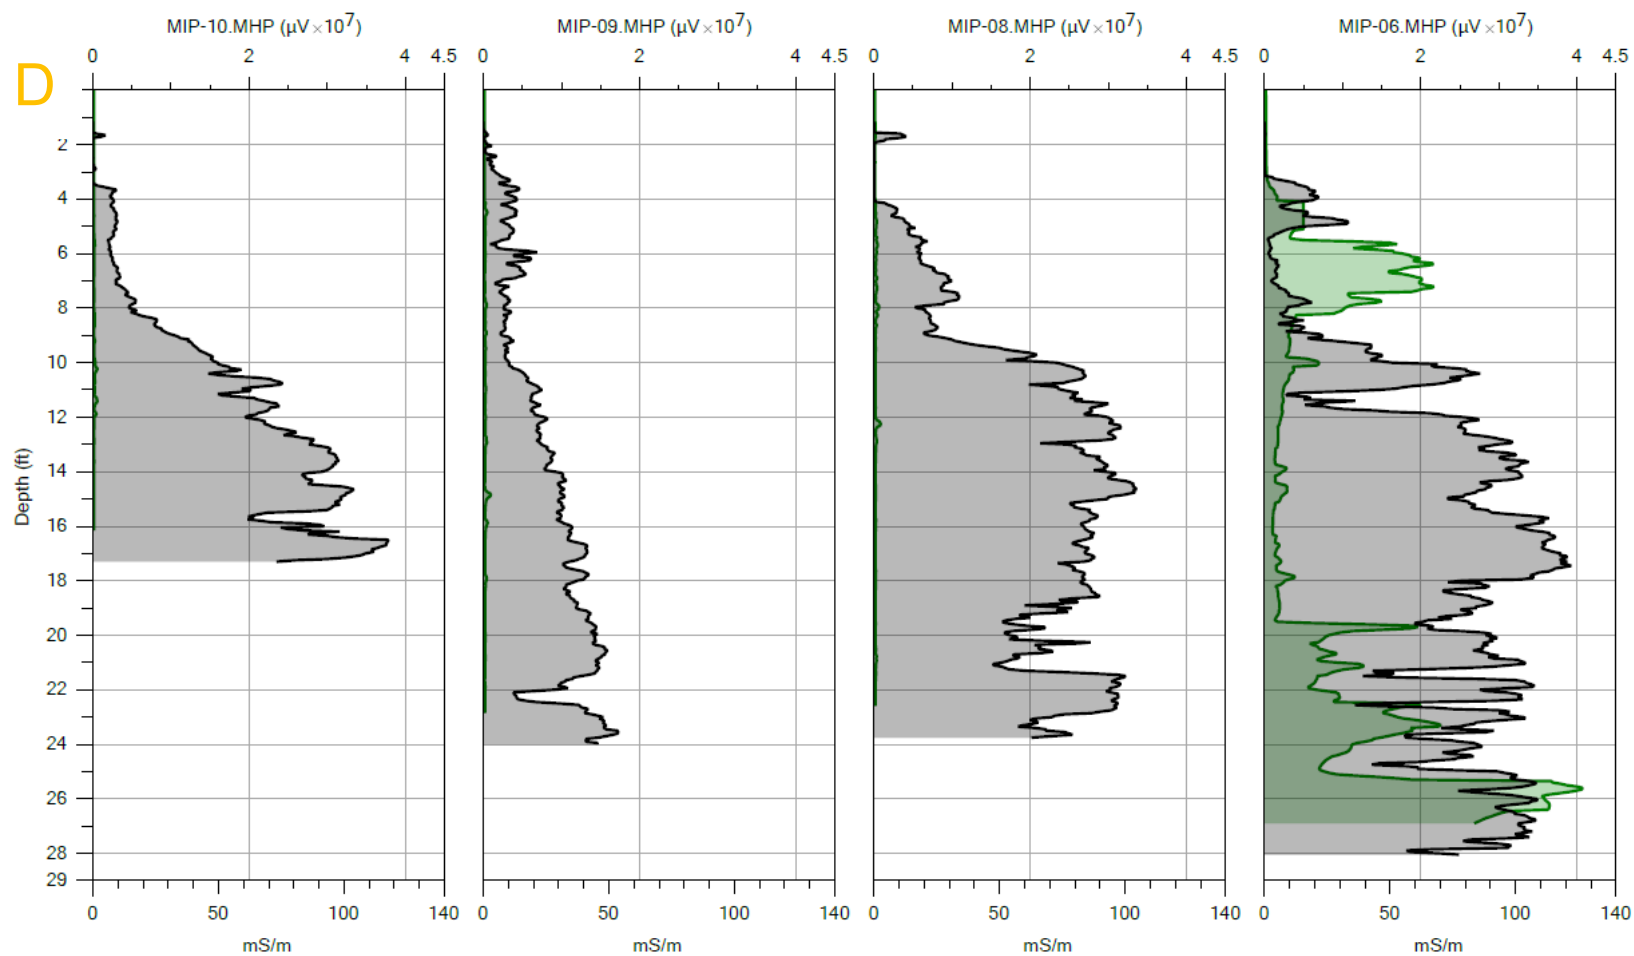 MIP-10.MHP (µV×10⁷) MIP-09.MHP (µV×10⁷) MIP-08.MHP (µV×10⁷) MIP-06.MHP (µV×10⁷)
0 2 4 4.5 0 2 4 4.5 0 2 4 4.5 0 2 4 4.5
D
2
4
6
8
10
12
14
Depth (ft)
16
18
20
22
24
26
28
29
0 50 100 140 0 50 100 140 0 50 100 140 0 50 100 140
mS/m mS/m mS/m mS/m